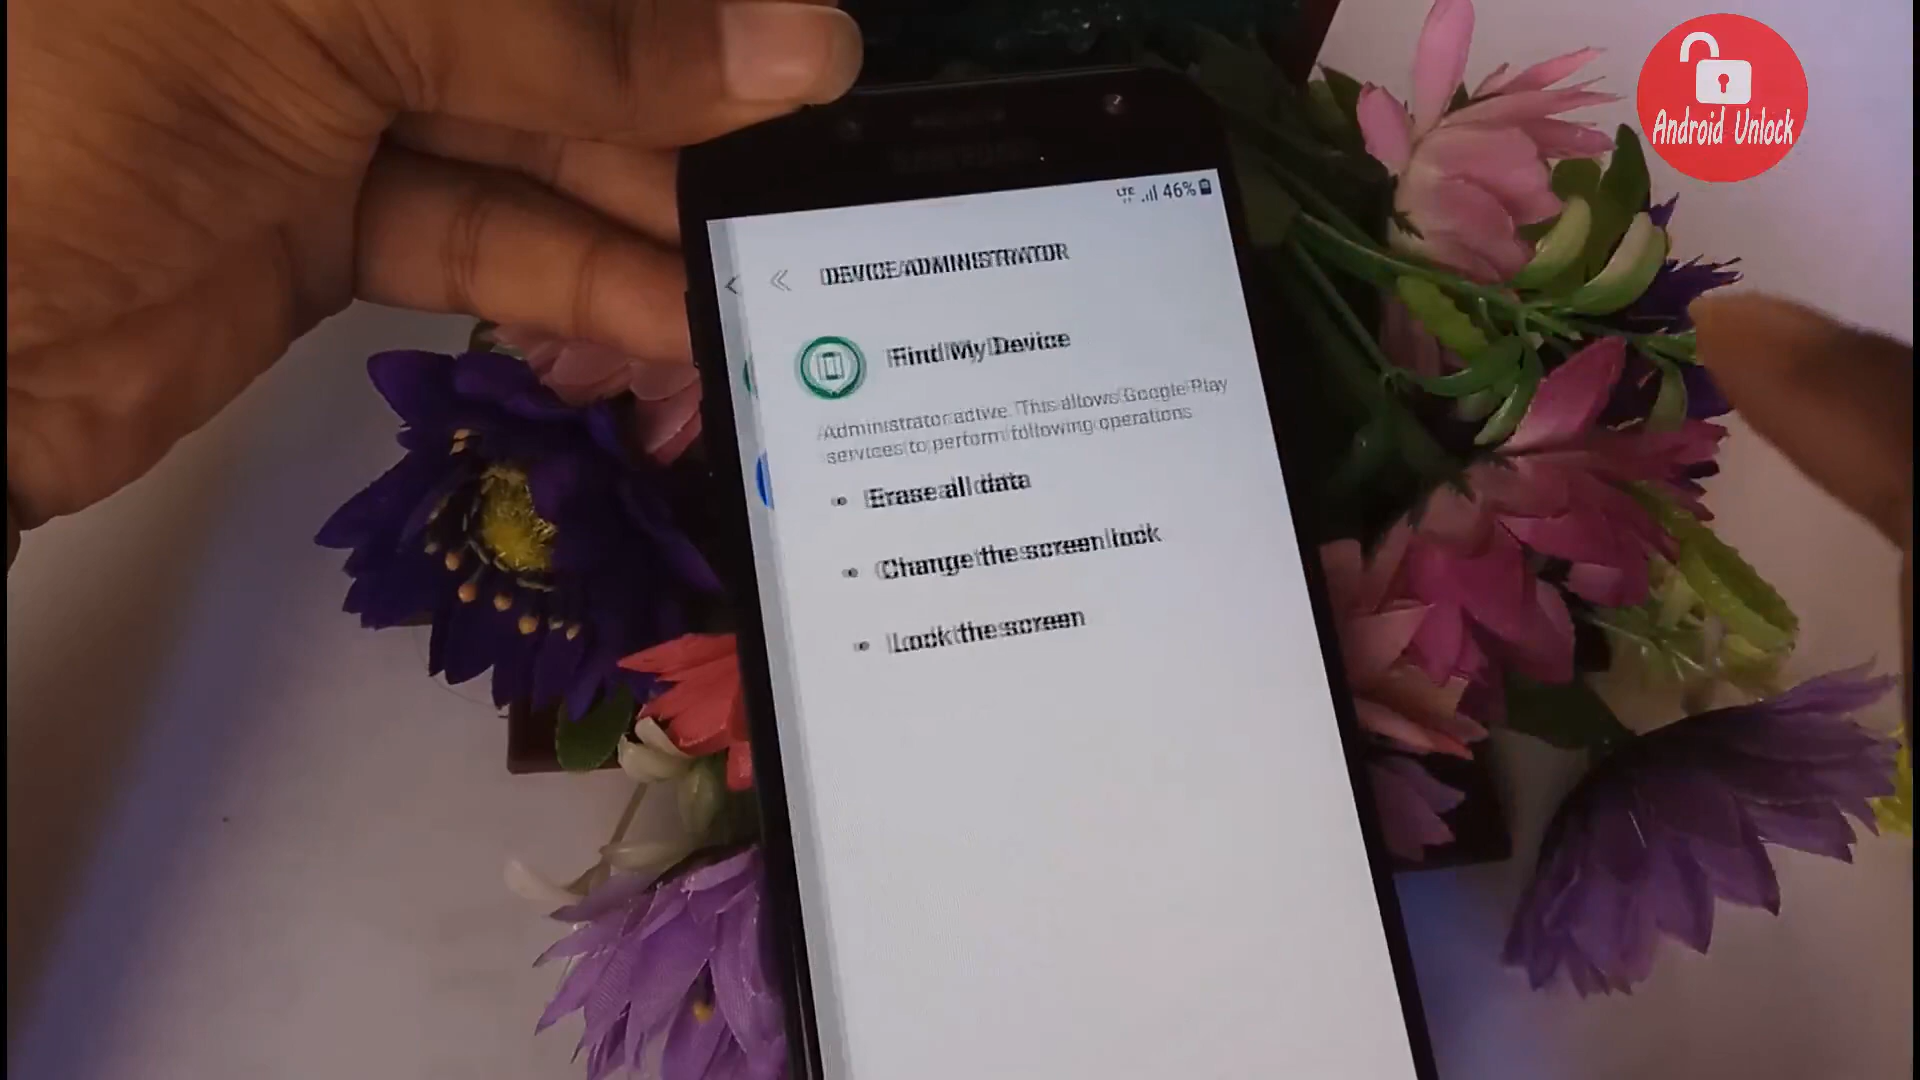 Android Unlock
LTE 46%
DEVICE ADMINISTRATOR
Find My Device
Administrator active. This allows Google Play
services to perform following operations
• Erase all data
• Change the screen lock
• Lock the screen